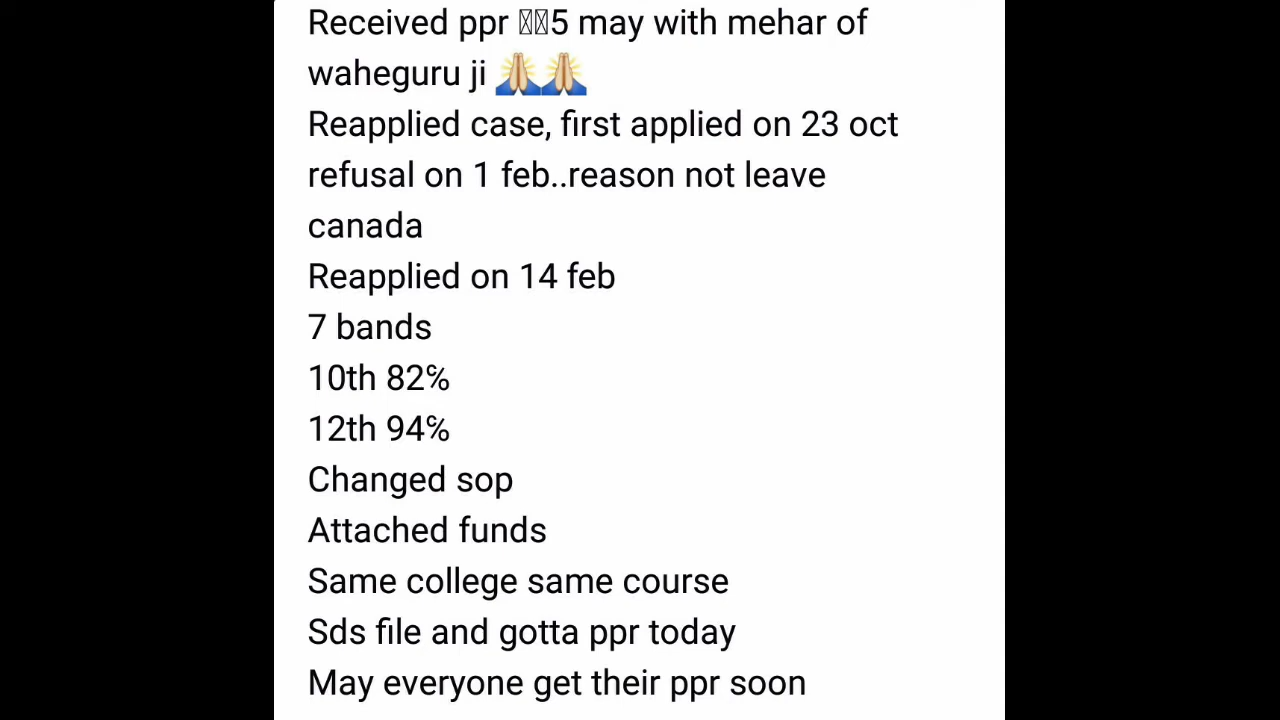 Received ppr 5 may with mehar of
waheguru ji 🙏🏻🙏🏻
Reapplied case, first applied on 23 oct
refusal on 1 feb..reason not leave
canada
Reapplied on 14 feb
7 bands
10th 82℅
12th 94℅
Changed sop
Attached funds
Same college same course
Sds file and gotta ppr today
May everyone get their ppr soon